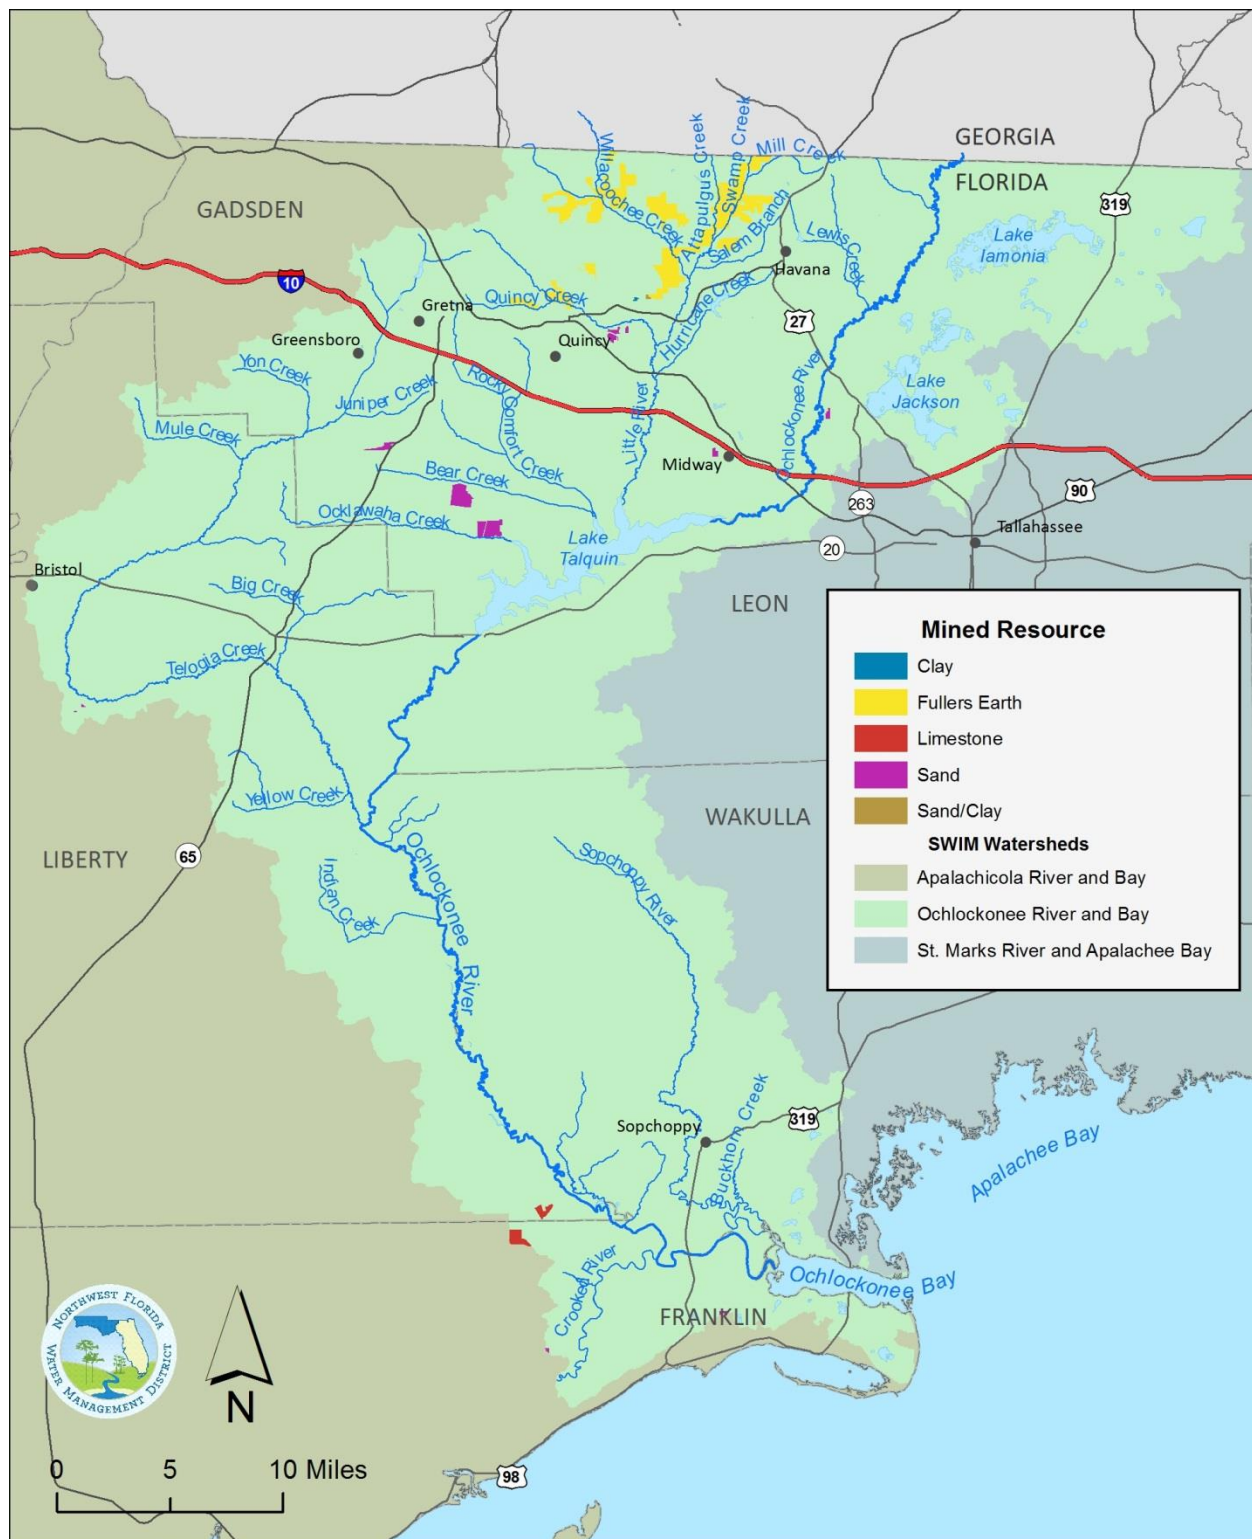 GEORGIA
FLORIDA
GADSDEN
Willacoochee Creek
Attapulgus Creek
Swamp Creek
Mill Creek
Salem Branch
Lewis Creek
Havana
319
Lake
Iamonia
10
Gretna
Quincy Creek
Hurricane Creek
27
Greensboro
Quincy
Yon Creek
Juniper Creek
Rocky Comfort Creek
Little River
Ochlockonee River
Lake
Jackson
Mule Creek
Midway
Bear Creek
90
263
Ocklawaha Creek
Lake
Talquin
20
Tallahassee
Bristol
Big Creek
LEON
Telogia Creek
Yellow Creek
WAKULLA
LIBERTY
65
Ochlockonee River
Sopchoppy River
Indian Creek
Mined Resource
Clay
Fullers Earth
Limestone
Sand
Sand/Clay
SWIM Watersheds
Apalachicola River and Bay
Ochlockonee River and Bay
St. Marks River and Apalachee Bay
Sopchoppy
Buckhorn Creek
319
Apalachee Bay
Crooked River
Ochlockonee Bay
FRANKLIN
NORTHWEST FLORIDA
WATER MANAGEMENT DISTRICT
N
0 5 10 Miles
98